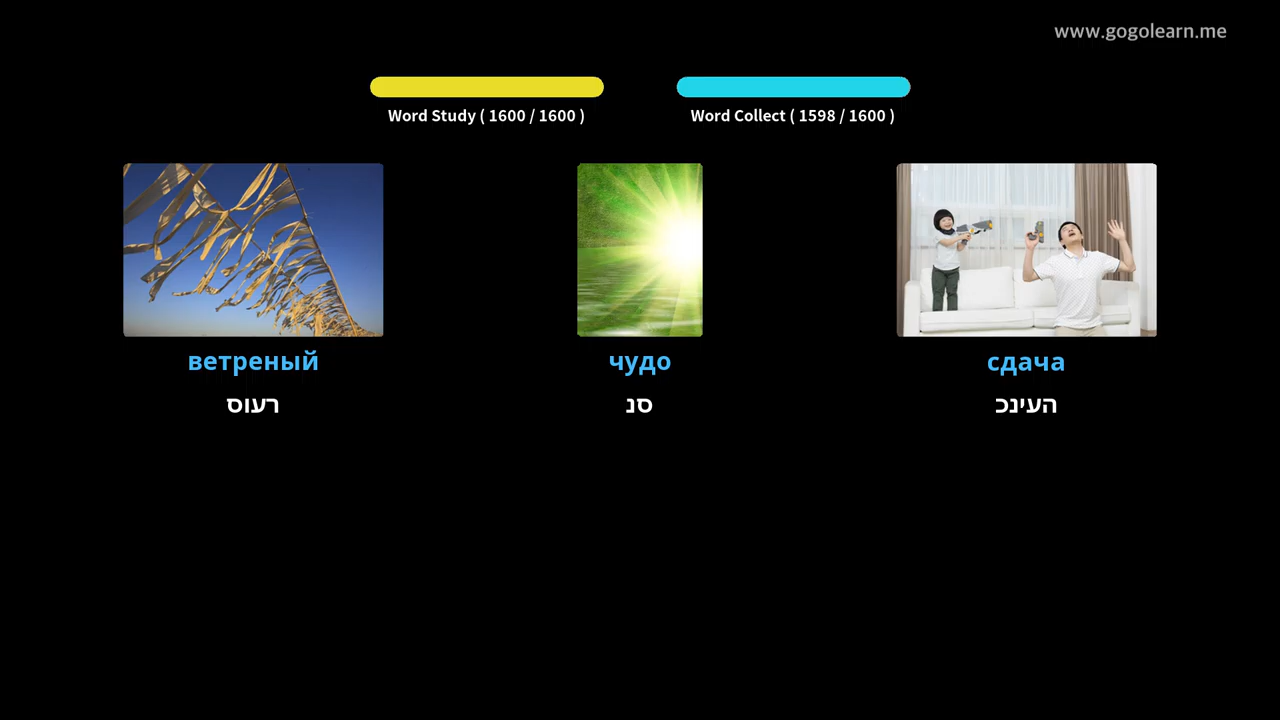 www.gogolearn.me
Word Study ( 1600 / 1600 )
Word Collect ( 1598 / 1600 )
ветреный
רעוס
чудо
סנ
сдача
העינכ